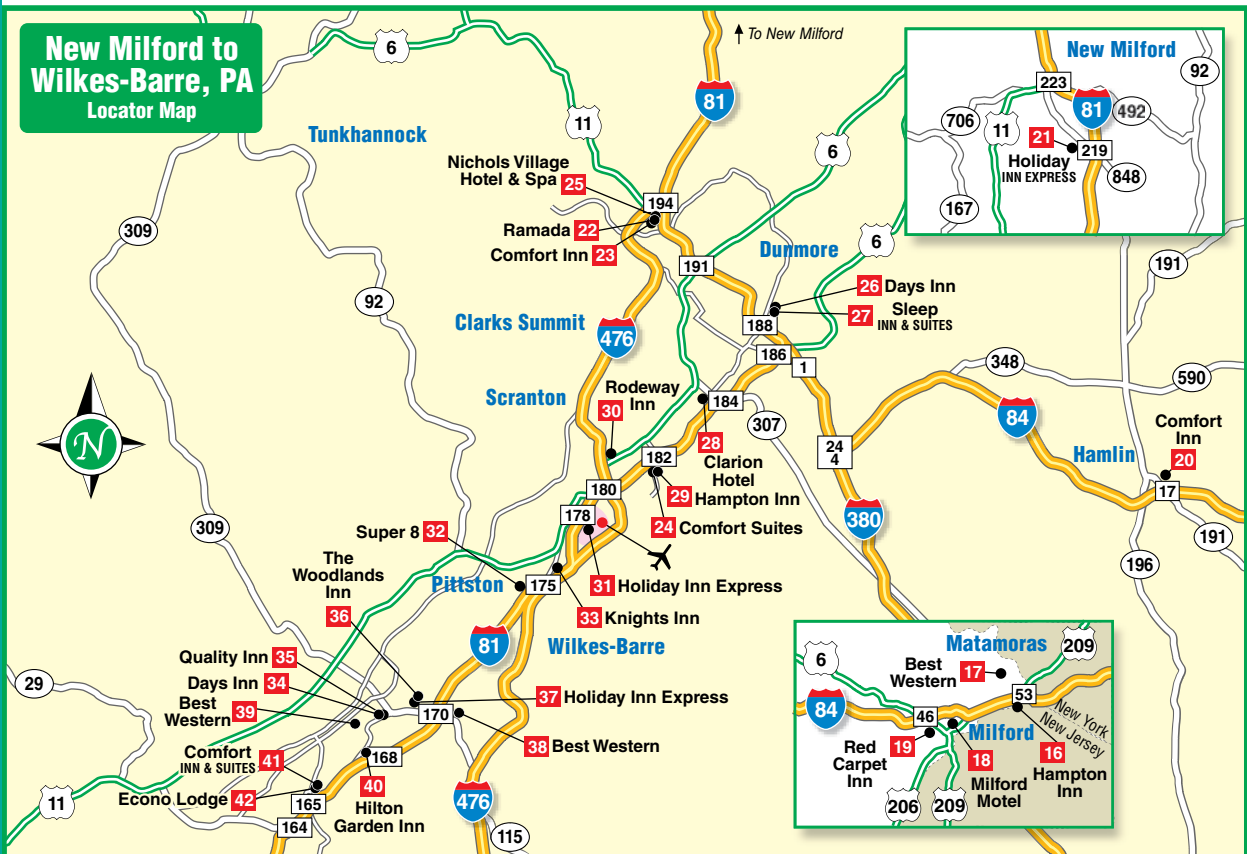 New Milford to
Wilkes-Barre, PA
Locator Map
6
To New Milford
81
11
Tunkhannock
6
Nichols Village
Hotel & Spa 25
194
Ramada 22
Comfort Inn 23
309
191
Dunmore
6
92
26 Days Inn
27 Sleep
INN & SUITES
Clarks Summit
476
188
186
1
191
348
590
Scranton
Rodeway
Inn
30
184
307
84
28
Clarion
Hotel
24
4
Hamlin
Comfort
Inn
20
17
182
29 Hampton Inn
24 Comfort Suites
180
178
380
191
309
196
Super 8 32
The
Woodlands
Inn
36
Pittston
175
31 Holiday Inn Express
33 Knights Inn
81
Wilkes-Barre
29
Quality Inn 35
Days Inn 34
Best
Western 39
37 Holiday Inn Express
170
38 Best Western
168
Comfort
INN & SUITES 41
40
Hilton
Garden Inn
Econo Lodge 42
165
164
11
476
115
N
New Milford
223
92
81
492
706
11
21
Holiday
INN EXPRESS
219
848
167
Matamoras
209
6
Best
Western 17
53
84
46
New York
New Jersey
Milford
19
Red
Carpet
Inn
18
Milford
Motel
16
Hampton
Inn
206
209